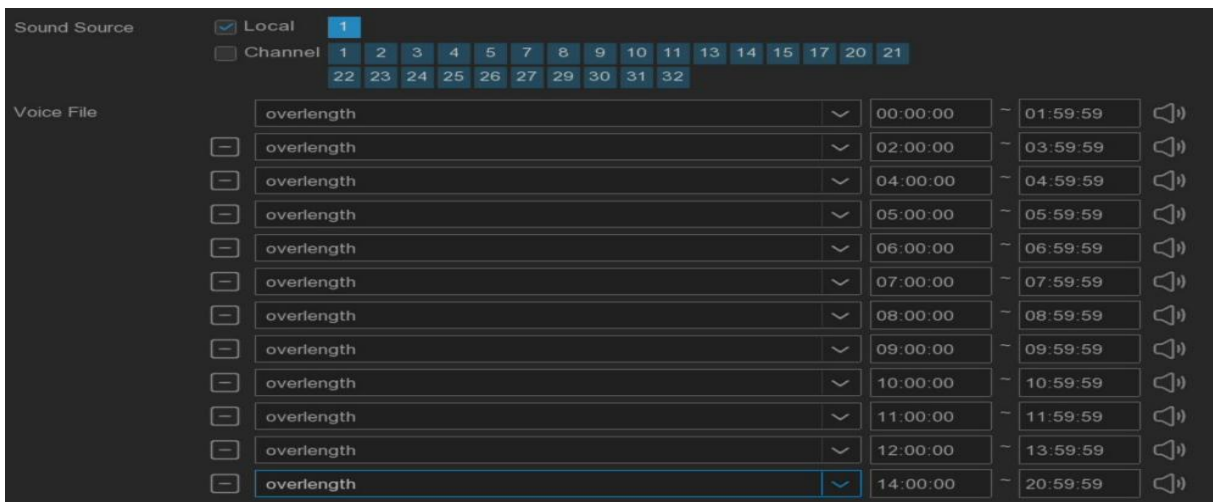 Sound Source Local 1
Channel 1 2 3 4 5 7 8 9 10 11 13 14 15 17 20 21
22 23 24 25 26 27 29 30 31 32
Voice File overlength 00:00:00 ~ 01:59:59
overlength 02:00:00 ~ 03:59:59
overlength 04:00:00 ~ 04:59:59
overlength 05:00:00 ~ 05:59:59
overlength 06:00:00 ~ 06:59:59
overlength 07:00:00 ~ 07:59:59
overlength 08:00:00 ~ 08:59:59
overlength 09:00:00 ~ 09:59:59
overlength 10:00:00 ~ 10:59:59
overlength 11:00:00 ~ 11:59:59
overlength 12:00:00 ~ 13:59:59
overlength 14:00:00 ~ 20:59:59